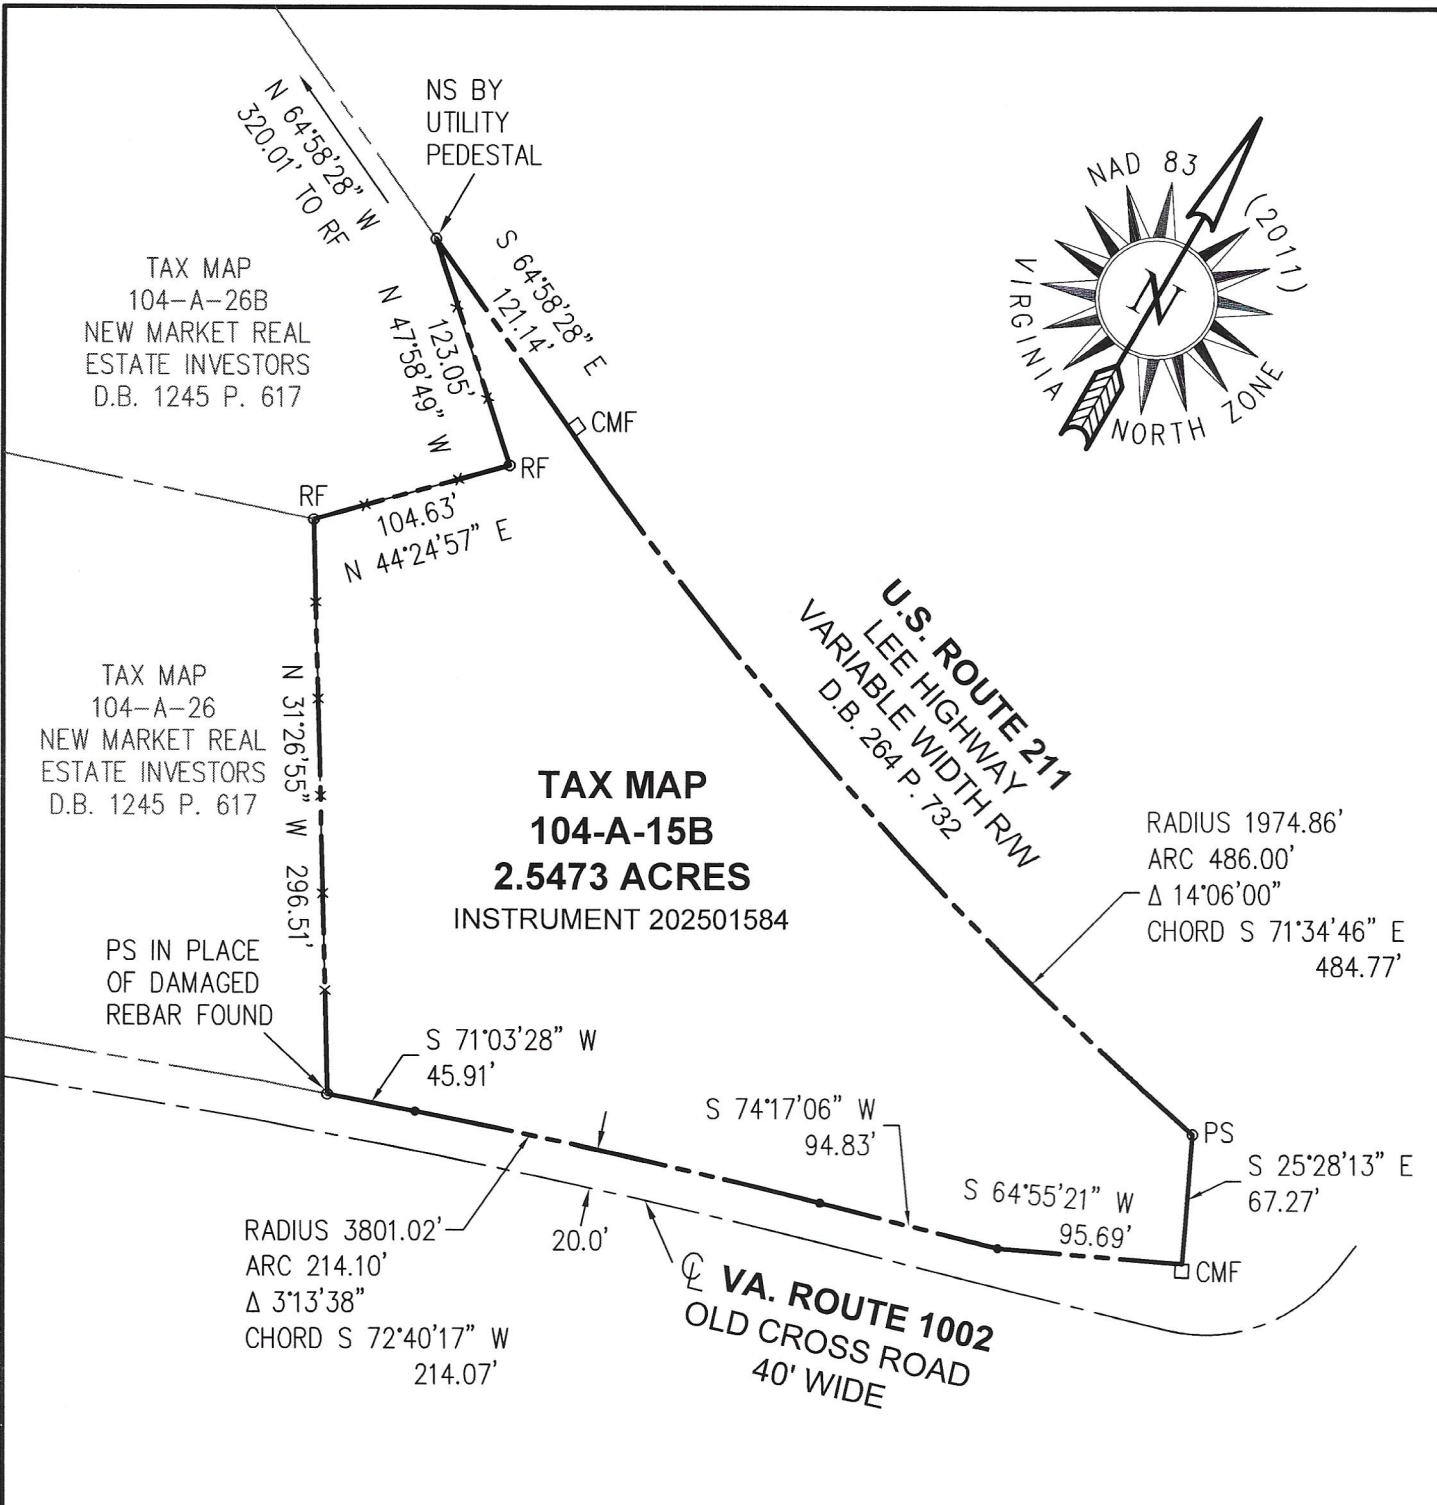 N 64°58'28" W
320.01' TO RF
NS BY
UTILITY
PEDESTAL
NAD 83
(2011)
VIRGINIA
NORTH ZONE
N
TAX MAP
104-A-26B
NEW MARKET REAL
ESTATE INVESTORS
D.B. 1245 P. 617
S 64°58'28" E
121.14'
123.05'
N 47°58'49" W
CMF
RF
RF
104.63'
N 44°24'57" E
U.S. ROUTE 211
LEE HIGHWAY
VARIABLE WIDTH R/W
D.B. 264 P. 732
TAX MAP
104-A-26
NEW MARKET REAL
ESTATE INVESTORS
D.B. 1245 P. 617
N 31°26'55" W 296.51'
TAX MAP
104-A-15B
2.5473 ACRES
INSTRUMENT 202501584
RADIUS 1974.86'
ARC 486.00'
Δ 14°06'00"
CHORD S 71°34'46" E
484.77'
PS IN PLACE
OF DAMAGED
REBAR FOUND
S 71°03'28" W
45.91'
S 74°17'06" W
94.83'
PS
S 25°28'13" E
67.27'
S 64°55'21" W
95.69'
CMF
RADIUS 3801.02'
ARC 214.10'
Δ 3°13'38"
CHORD S 72°40'17" W
214.07'
20.0'
℄ VA. ROUTE 1002
OLD CROSS ROAD
40' WIDE